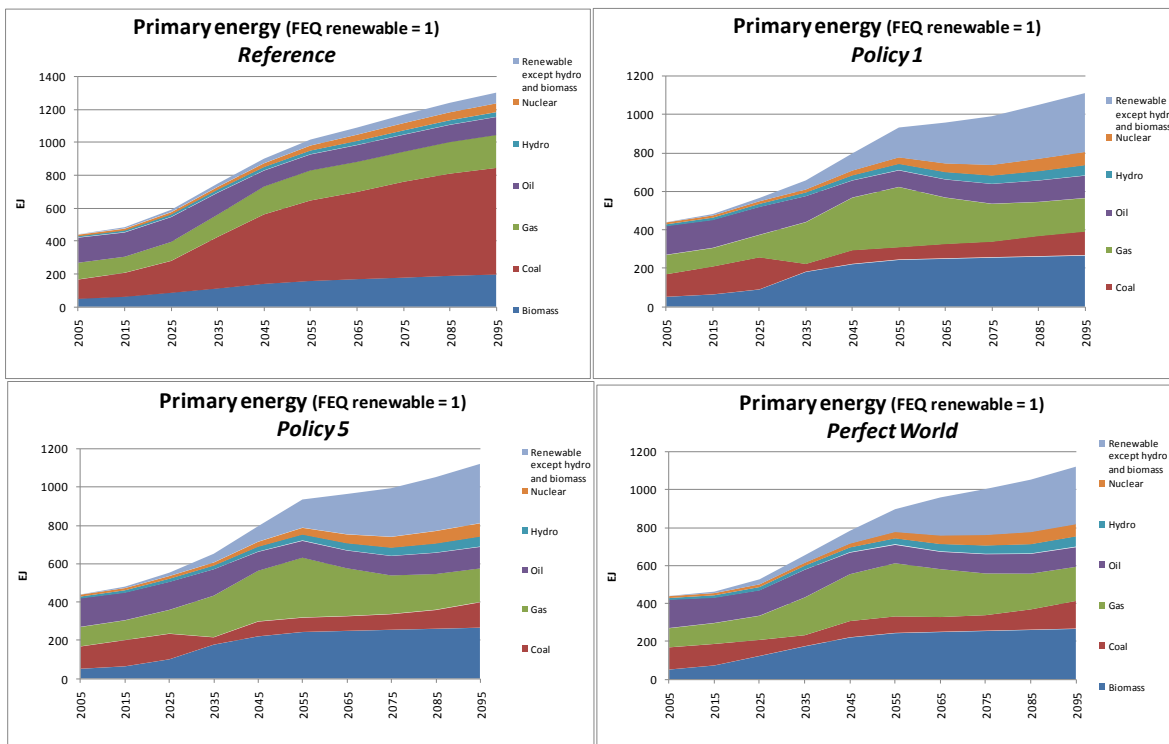 Primary energy (FEQ renewable = 1)
Reference
1400
1200
1000
800
600
400
200
0
EJ
2005
2015
2025
2035
2045
2055
2065
2075
2085
2095
Renewable
except hydro
and biomass
Nuclear
Hydro
Oil
Gas
Coal
Biomass
Primary energy (FEQ renewable = 1)
Policy 1
1200
1000
800
600
400
200
0
EJ
2005
2015
2025
2035
2045
2055
2065
2075
2085
2095
Renewable
except hydro
and biomass
Nuclear
Hydro
Oil
Gas
Coal
Primary energy (FEQ renewable = 1)
Policy 5
1200
1000
800
600
400
200
0
EJ
2005
2015
2025
2035
2045
2055
2065
2075
2085
2095
Renewable
except hydro
and biomass
Nuclear
Hydro
Oil
Gas
Coal
Primary energy (FEQ renewable = 1)
Perfect World
1200
1000
800
600
400
200
0
EJ
2005
2015
2025
2035
2045
2055
2065
2075
2085
2095
Renewable
except hydro
and biomass
Nuclear
Hydro
Oil
Gas
Coal
Biomass